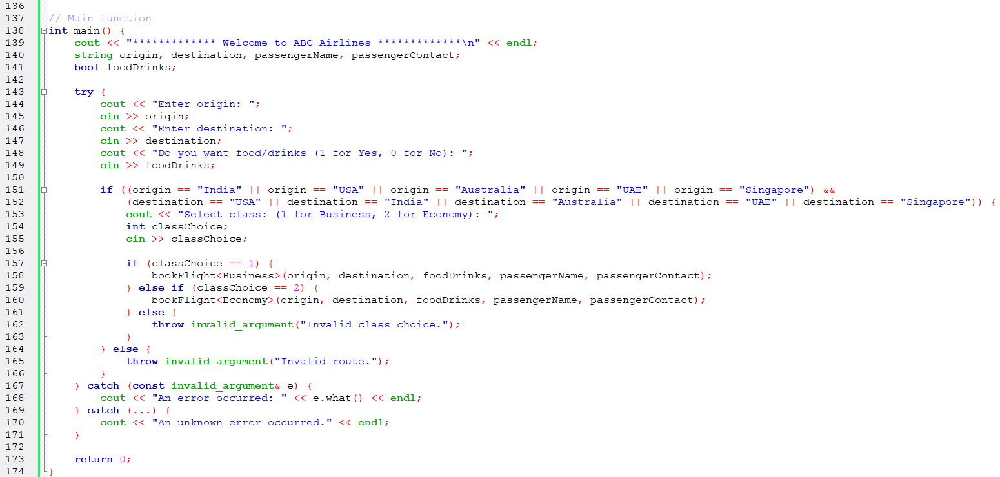 136
137 // Main function
138 int main() {
139 cout << "************* Welcome to ABC Airlines *************\n" << endl;
140 string origin, destination, passengerName, passengerContact;
141 bool foodDrinks;
142
143 try {
144 cout << "Enter origin: ";
145 cin >> origin;
146 cout << "Enter destination: ";
147 cin >> destination;
148 cout << "Do you want food/drinks (1 for Yes, 0 for No): ";
149 cin >> foodDrinks;
150
151 if ((origin == "India" || origin == "USA" || origin == "Australia" || origin == "UAE" || origin == "Singapore") &&
152 (destination == "USA" || destination == "India" || destination == "Australia" || destination == "UAE" || destination == "Singapore")) {
153 cout << "Select class: (1 for Business, 2 for Economy): ";
154 int classChoice;
155 cin >> classChoice;
156
157 if (classChoice == 1) {
158 bookFlight<Business>(origin, destination, foodDrinks, passengerName, passengerContact);
159 } else if (classChoice == 2) {
160 bookFlight<Economy>(origin, destination, foodDrinks, passengerName, passengerContact);
161 } else {
162 throw invalid_argument("Invalid class choice.");
163 }
164 } else {
165 throw invalid_argument("Invalid route.");
166 }
167 } catch (const invalid_argument& e) {
168 cout << "An error occurred: " << e.what() << endl;
169 } catch (...) {
170 cout << "An unknown error occurred." << endl;
171 }
172
173 return 0;
174 }